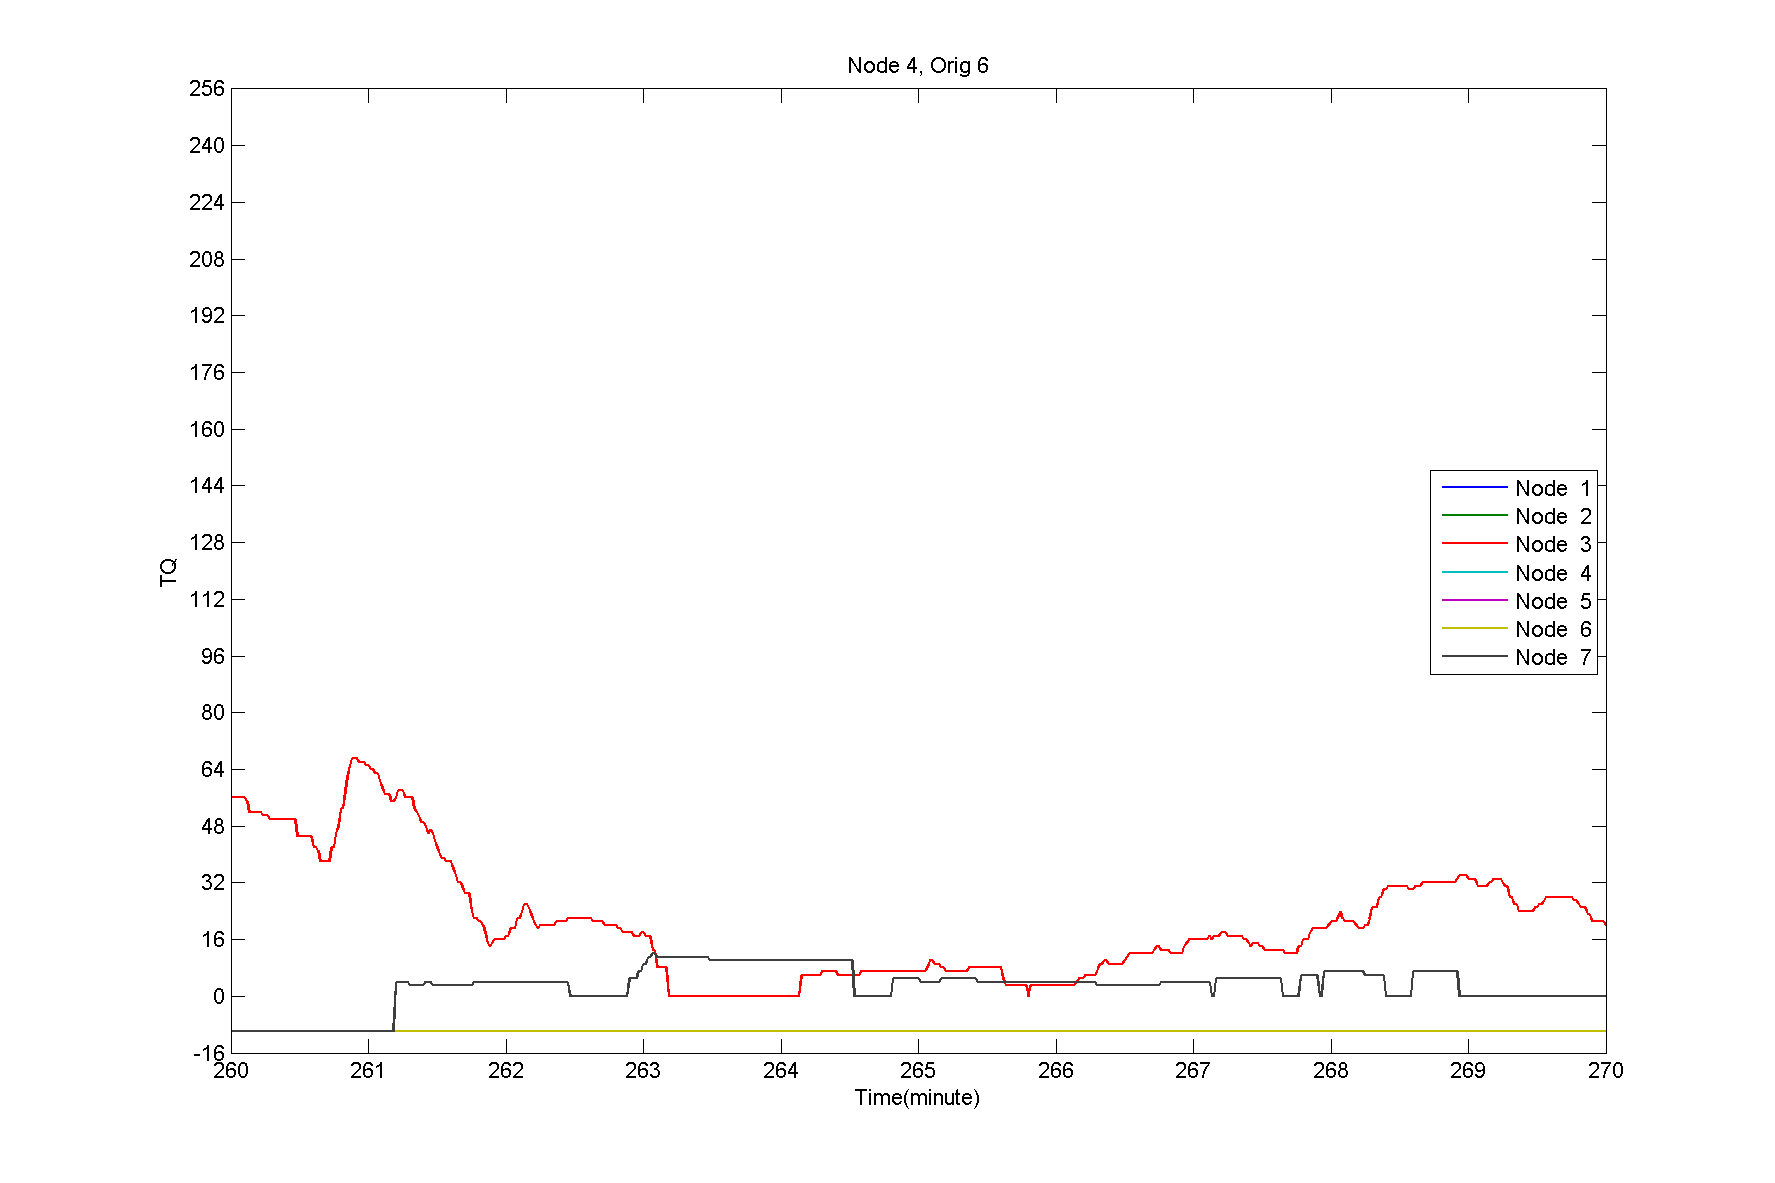 Node 4, Orig 6
256
240
224
208
192
176
160
144
128
112
96
80
64
48
32
16
0
-16
TQ
Node 1
Node 2
Node 3
Node 4
Node 5
Node 6
Node 7
260 261 262 263 264 265 266 267 268 269 270
Time(minute)